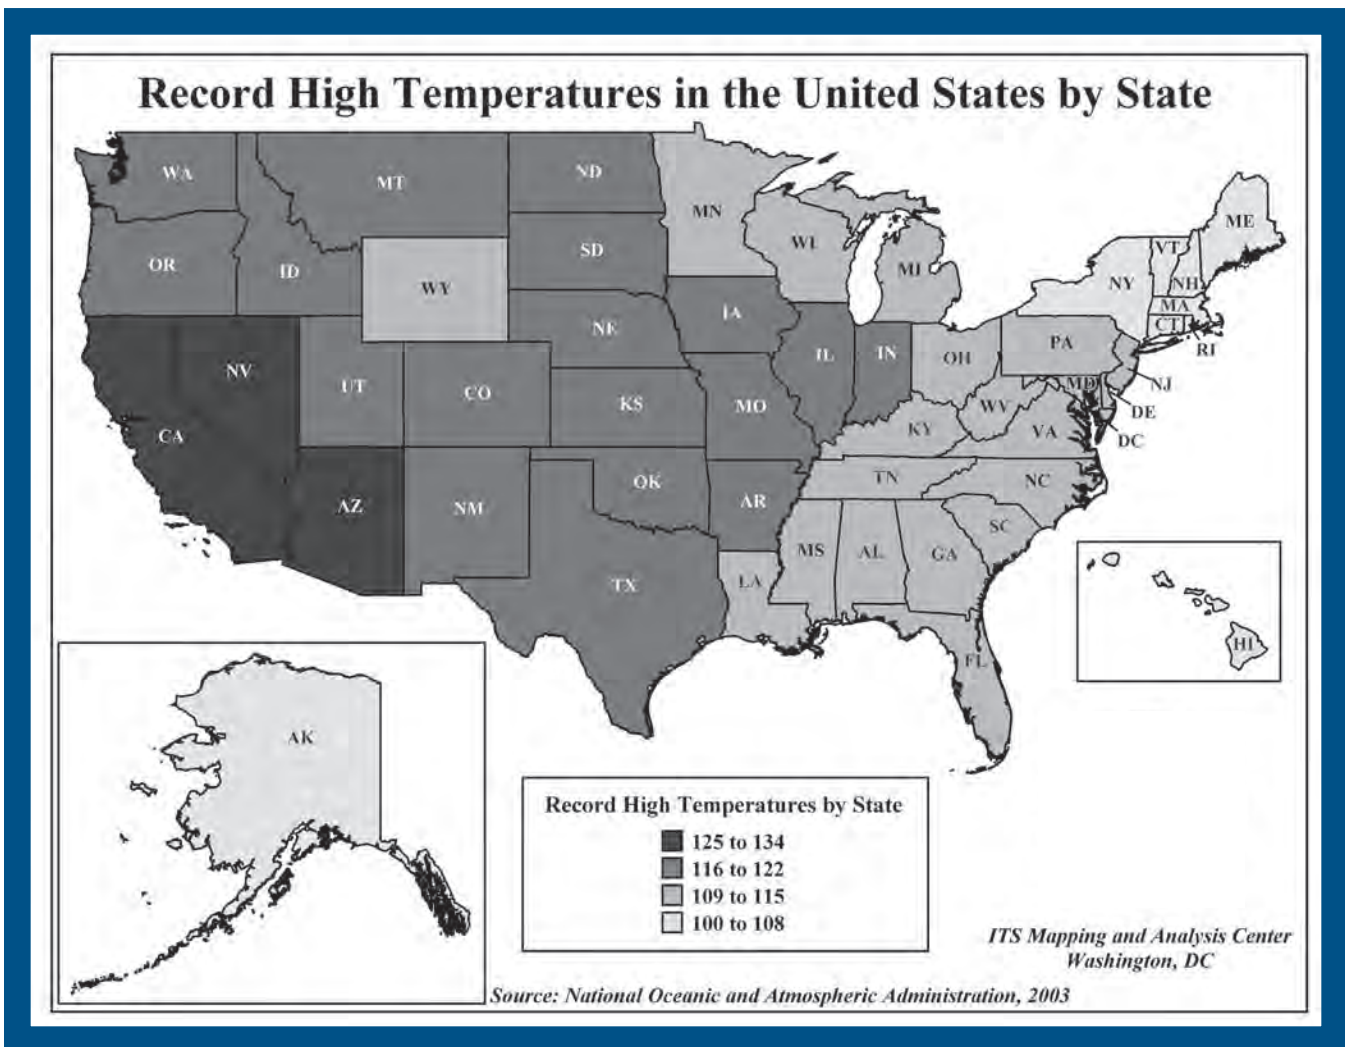 Record High Temperatures in the United States by State
WA
MT
ND
MN
ME
VT
NH
OR
ID
SD
WI
MI
NY
WY
MA
CT
RI
NV
UT
CO
NE
IA
IL
IN
OH
PA
NJ
MD
DE
DC
CA
KS
MO
KY
WV
VA
AZ
NM
OK
AR
TN
NC
SC
TX
LA
MS
AL
GA
FL
HI
AK
Record High Temperatures by State
125 to 134
116 to 122
109 to 115
100 to 108
ITS Mapping and Analysis Center
Washington, DC
Source: National Oceanic and Atmospheric Administration, 2003